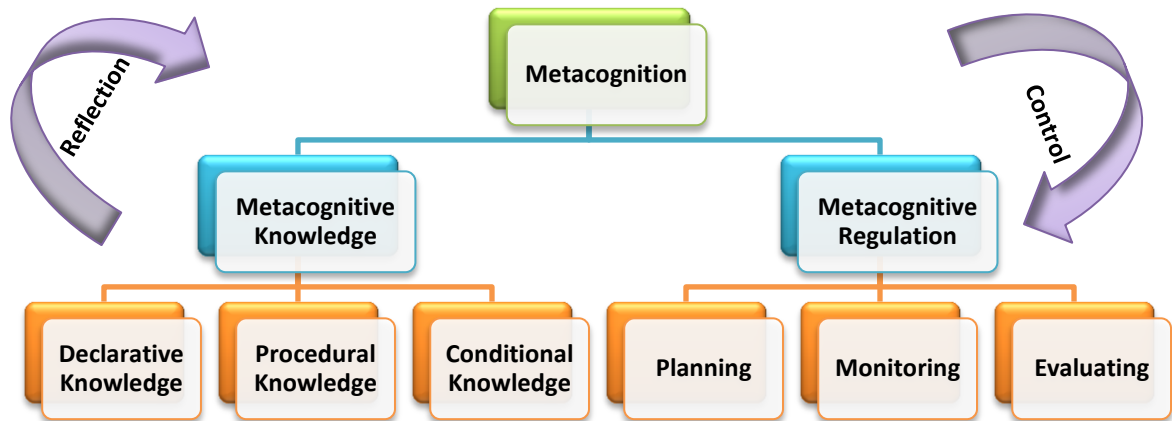 Metacognition
Reflection
Control
Metacognitive
Knowledge
Metacognitive
Regulation
Declarative
Knowledge
Procedural
Knowledge
Conditional
Knowledge
Planning
Monitoring
Evaluating